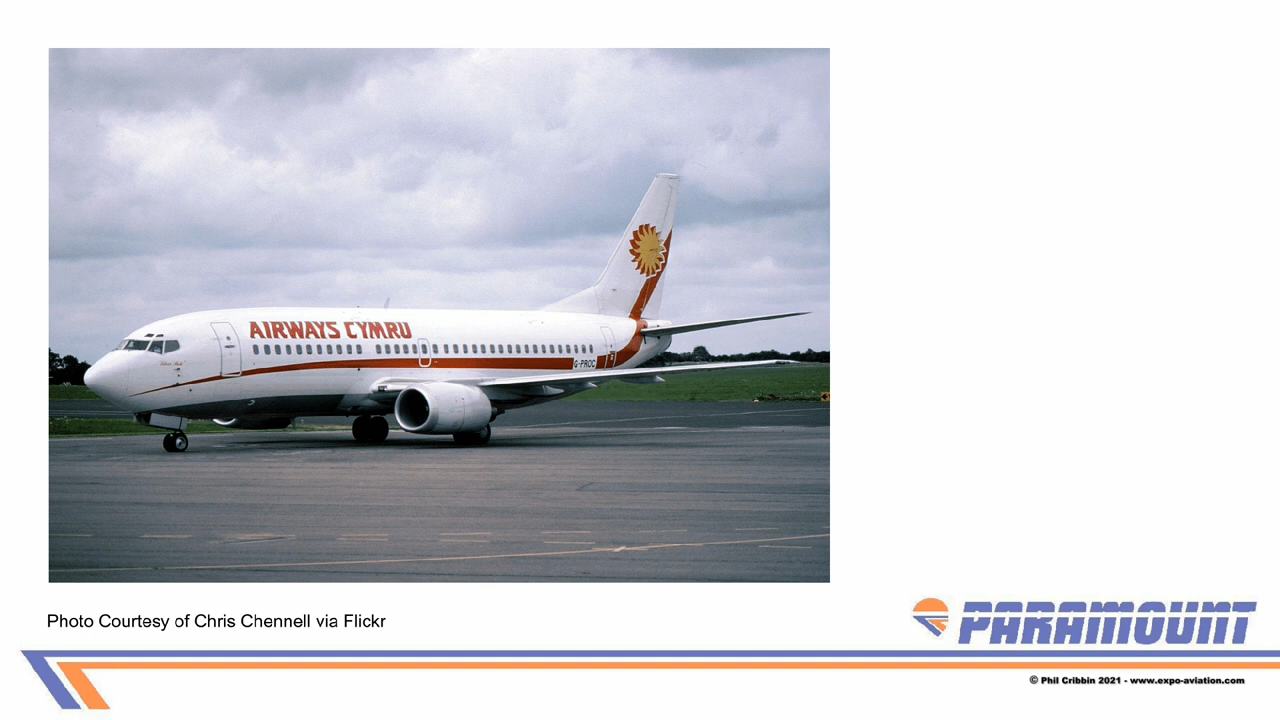 AIRWAYS CYMRU
G-PROC
Photo Courtesy of Chris Chennell via Flickr
PARAMOUNT
© Phil Cribbin 2021 - www.expo-aviation.com